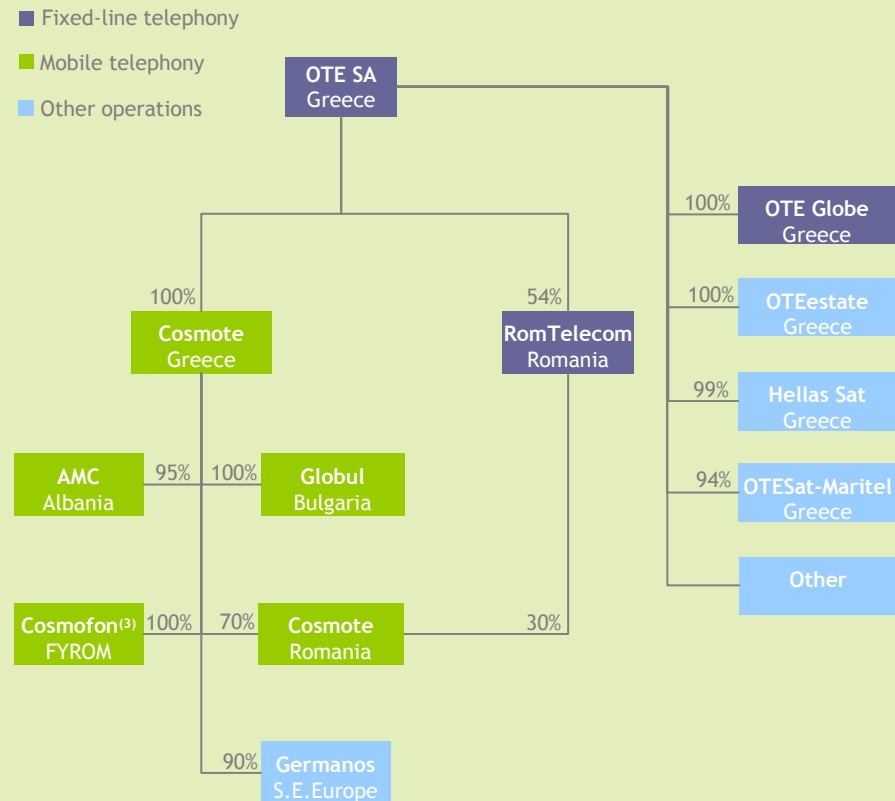 Fixed-line telephony
Mobile telephony
Other operations
OTE SA
Greece
100%
OTE Globe
Greece
100%
OTEestate
Greece
99%
Hellas Sat
Greece
94%
OTESat-Maritel
Greece
Other
100%
Cosmote
Greece
54%
RomTelecom
Romania
AMC
Albania
95%
100%
Globul
Bulgaria
Cosmofon(3)
FYROM
100%
70%
Cosmote
Romania
30%
90%
Germanos
S.E.Europe